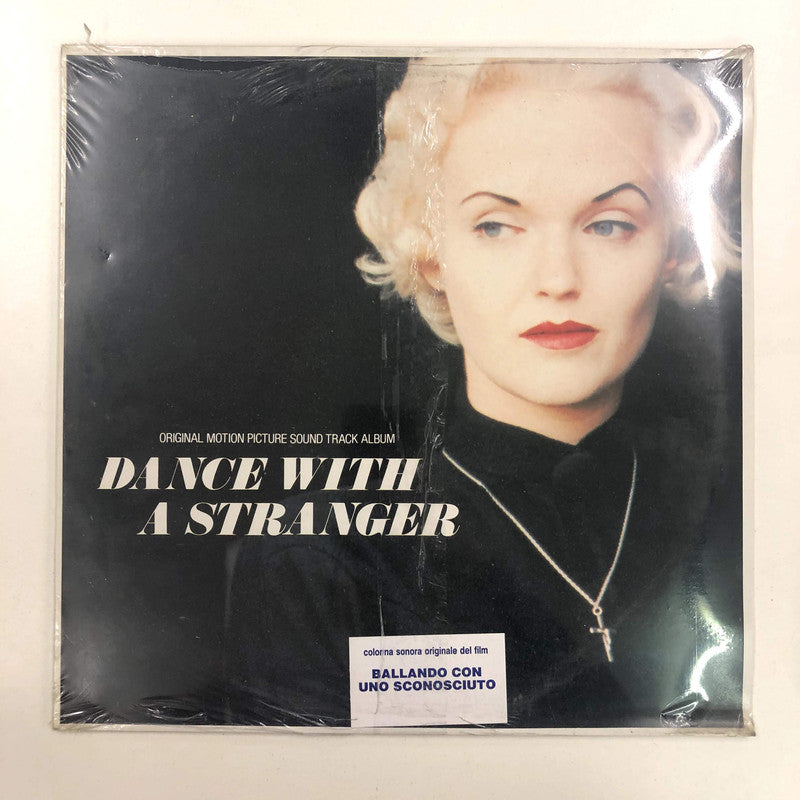 ORIGINAL MOTION PICTURE SOUND TRACK ALBUM
DANCE WITH
A STRANGER
colonna sonora originale del film
BALLANDO CON
UNO SCONOSCIUTO